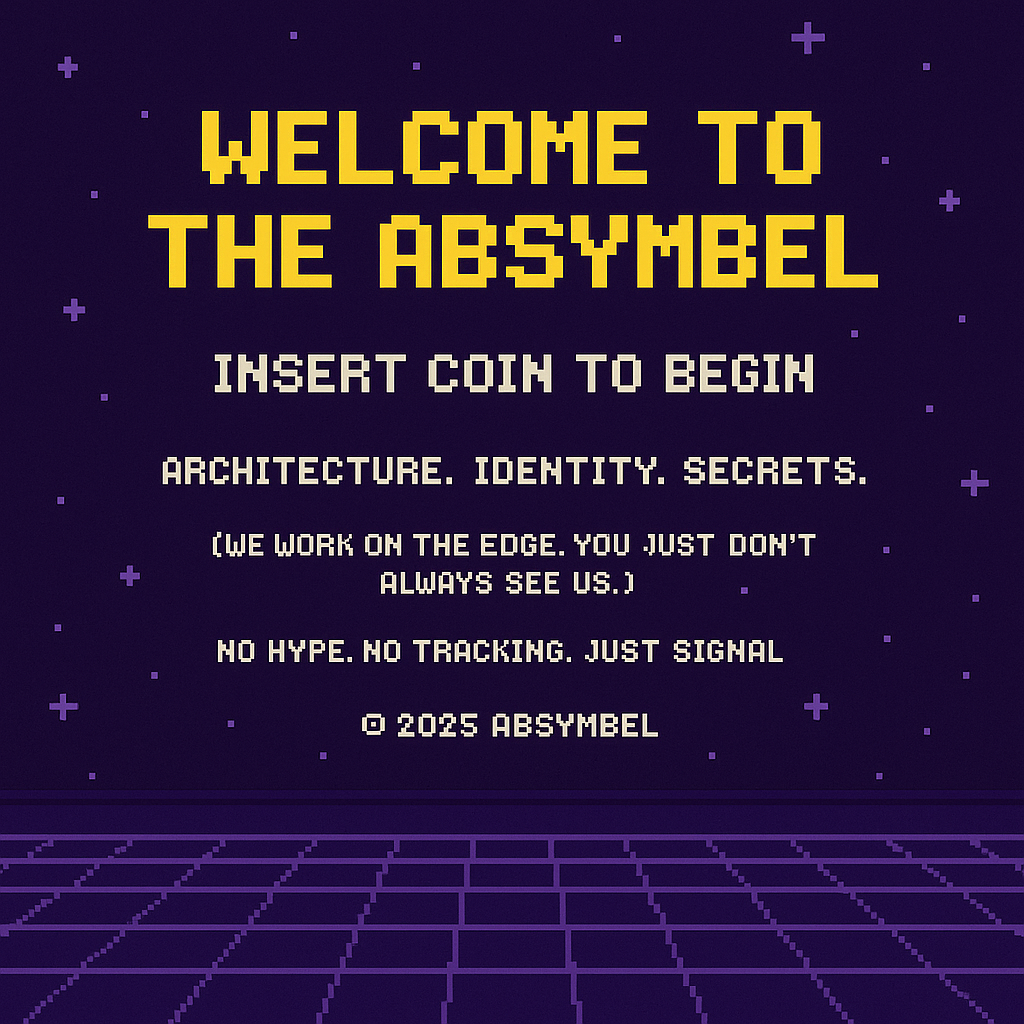 WELCOME TO
THE ABSYMBEL
INSERT COIN TO BEGIN
ARCHITECTURE. IDENTITY. SECRETS.
(WE WORK ON THE EDGE. YOU JUST DON'T
ALWAYS SEE US.)
NO HYPE. NO TRACKING. JUST SIGNAL
© 2025 ABSYMBEL